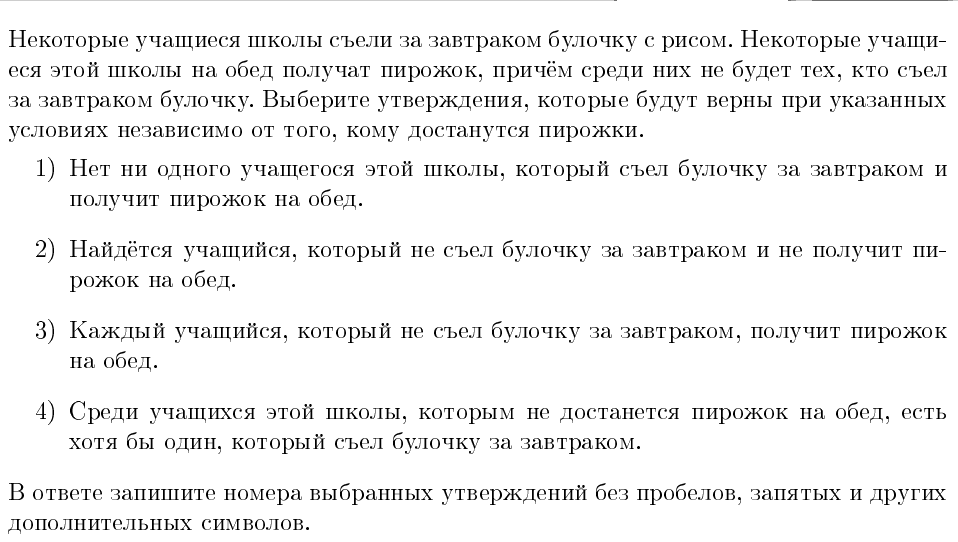 Некоторые учащиеся школы съели за завтраком булочку с рисом. Некоторые учащи-
еся этой школы на обед получат пирожок, причём среди них не будет тех, кто съел
за завтраком булочку. Выберите утверждения, которые будут верны при указанных
условиях независимо от того, кому достанутся пирожки.
1) Нет ни одного учащегося этой школы, который съел булочку за завтраком и
получит пирожок на обед.
2) Найдётся учащийся, который не съел булочку за завтраком и не получит пи-
рожок на обед.
3) Каждый учащийся, который не съел булочку за завтраком, получит пирожок
на обед.
4) Среди учащихся этой школы, которым не достанется пирожок на обед, есть
хотя бы один, который съел булочку за завтраком.
В ответе запишите номера выбранных утверждений без пробелов, запятых и других
дополнительных символов.